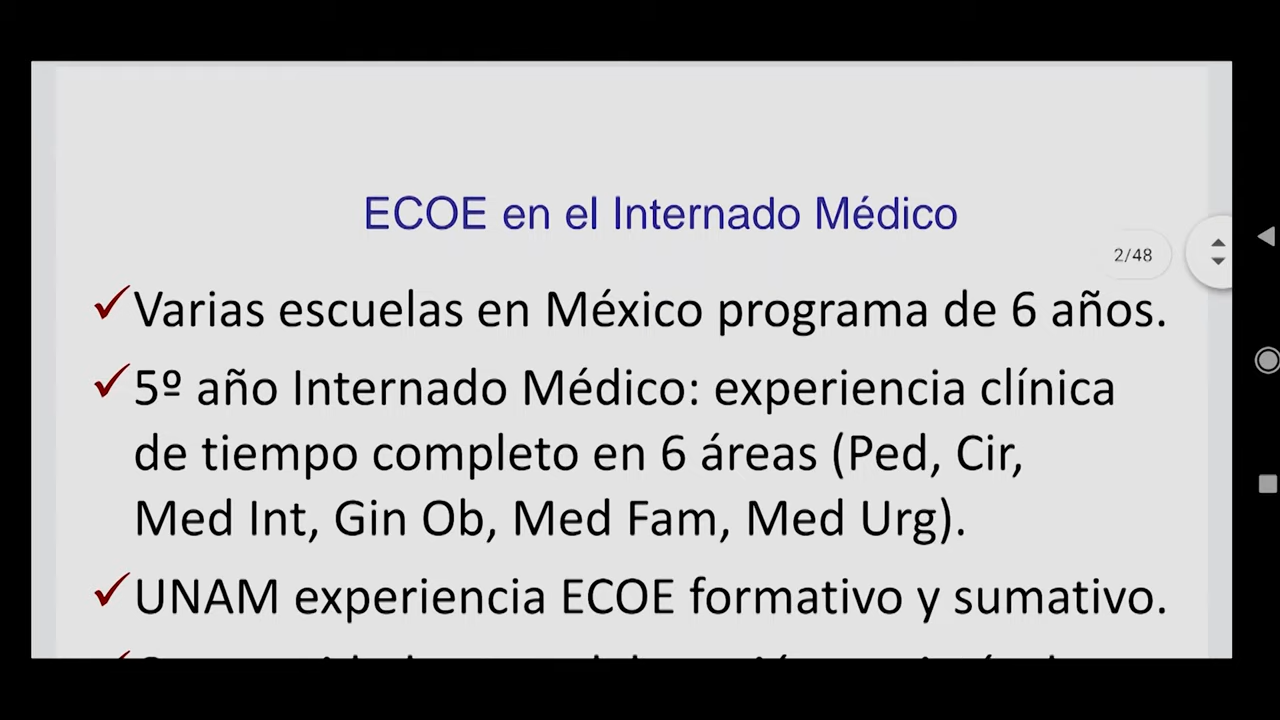 ECOE en el Internado Médico
2/48
Varias escuelas en México programa de 6 años.
5º año Internado Médico: experiencia clínica
de tiempo completo en 6 áreas (Ped, Cir,
Med Int, Gin Ob, Med Fam, Med Urg).
UNAM experiencia ECOE formativo y sumativo.